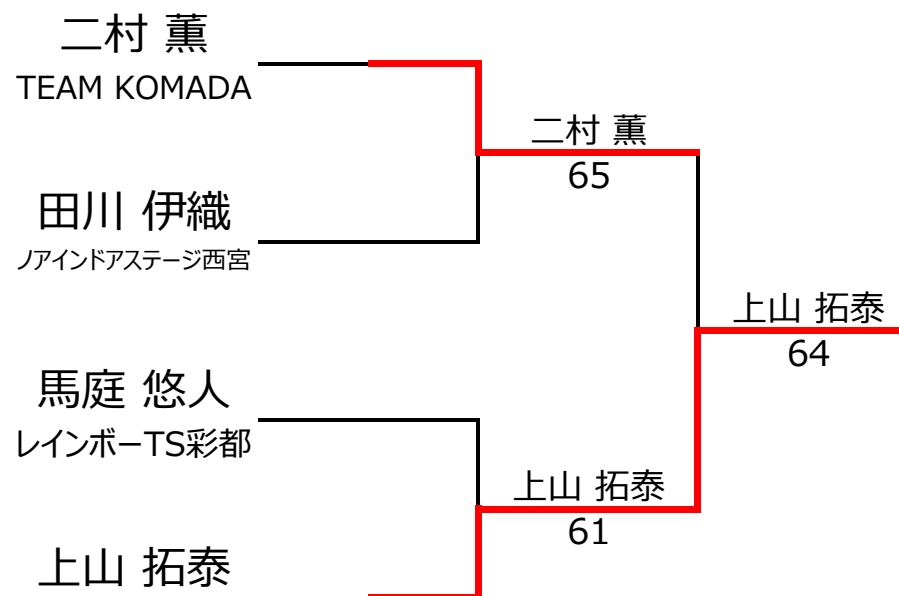 二村 薫
TEAM KOMADA
二村 薫
65
田川 伊織
ノアインドアステージ西宮
上山 拓泰
64
馬庭 悠人
レインボーTS彩都
上山 拓泰
61
上山 拓泰